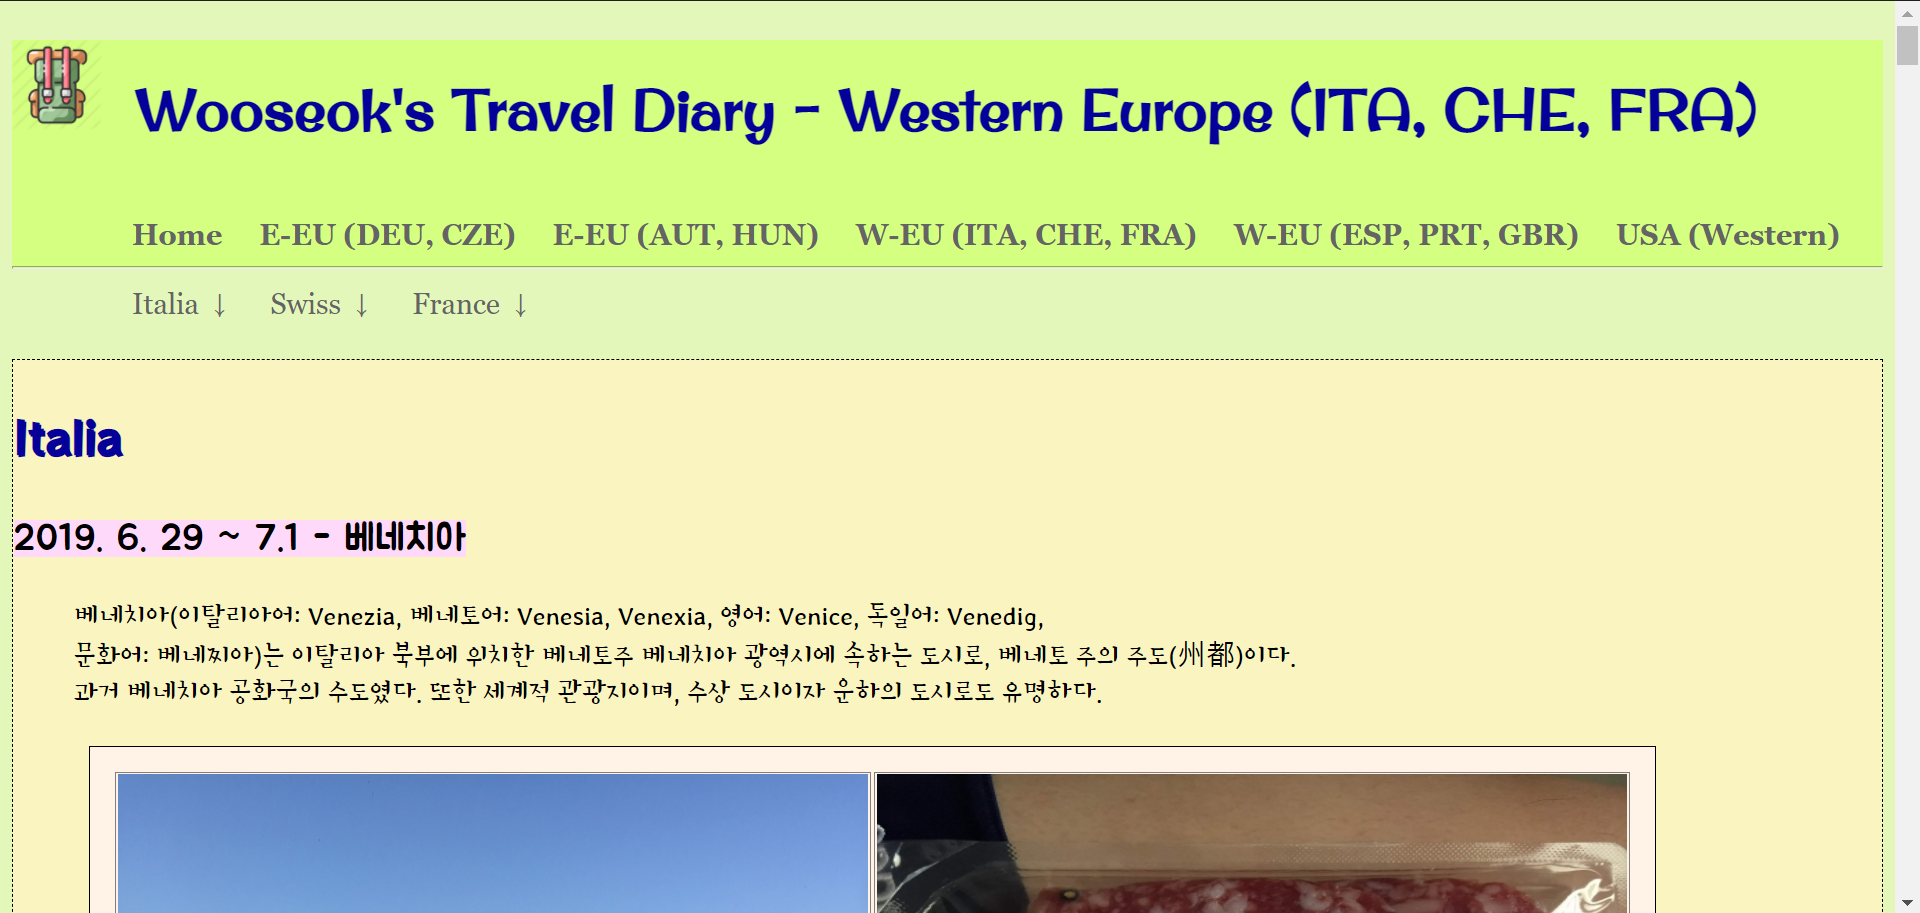 Wooseok's Travel Diary - Western Europe (ITA, CHE, FRA)
Home E-EU (DEU, CZE) E-EU (AUT, HUN) W-EU (ITA, CHE, FRA) W-EU (ESP, PRT, GBR) USA (Western)
Italia ↓ Swiss ↓ France ↓
Italia
2019. 6. 29 ~ 7.1 - 베네치아
베네치아(이탈리아어: Venezia, 베네토어: Venesia, Venexia, 영어: Venice, 독일어: Venedig,
문화어: 베네찌아)는 이탈리아 북부에 위치한 베네토주 베네치아 광역시에 속하는 도시로, 베네토 주의 주도(州都)이다.
과거 베네치아 공화국의 수도였다. 또한 세계적 관광지이며, 수상 도시이자 운하의 도시로도 유명하다.